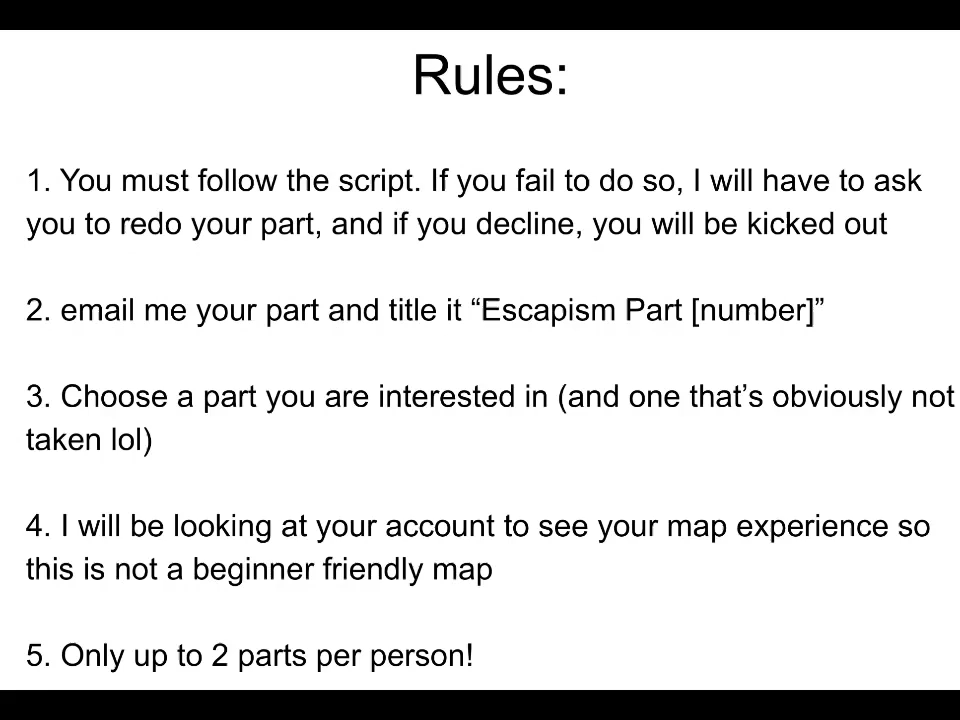 Rules:
1. You must follow the script. If you fail to do so, I will have to ask
you to redo your part, and if you decline, you will be kicked out
2. email me your part and title it “Escapism Part [number]”
3. Choose a part you are interested in (and one that’s obviously not
taken lol)
4. I will be looking at your account to see your map experience so
this is not a beginner friendly map
5. Only up to 2 parts per person!